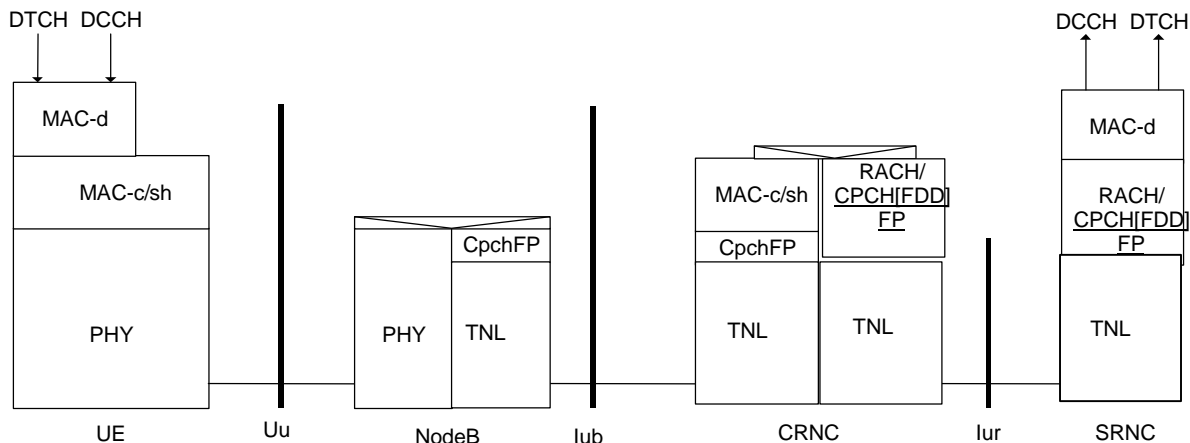 DTCH DCCH
DCCH DTCH
MAC-d
MAC-d
MAC-c/sh
MAC-c/sh
RACH/
CPCH[FDD]
FP
RACH/
CPCH[FDD]
FP
CpchFP
CpchFP
PHY
PHY
TNL
TNL
TNL
TNL
UE
Uu
NodeB
Iub
CRNC
Iur
SRNC